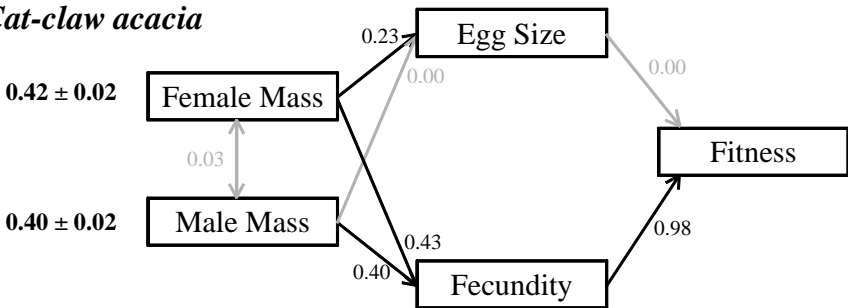 Cat-claw acacia
0.23
Egg Size
0.00
0.00
0.42 ± 0.02
Female Mass
0.03
Fitness
0.40 ± 0.02
Male Mass
0.43
0.98
0.40
Fecundity